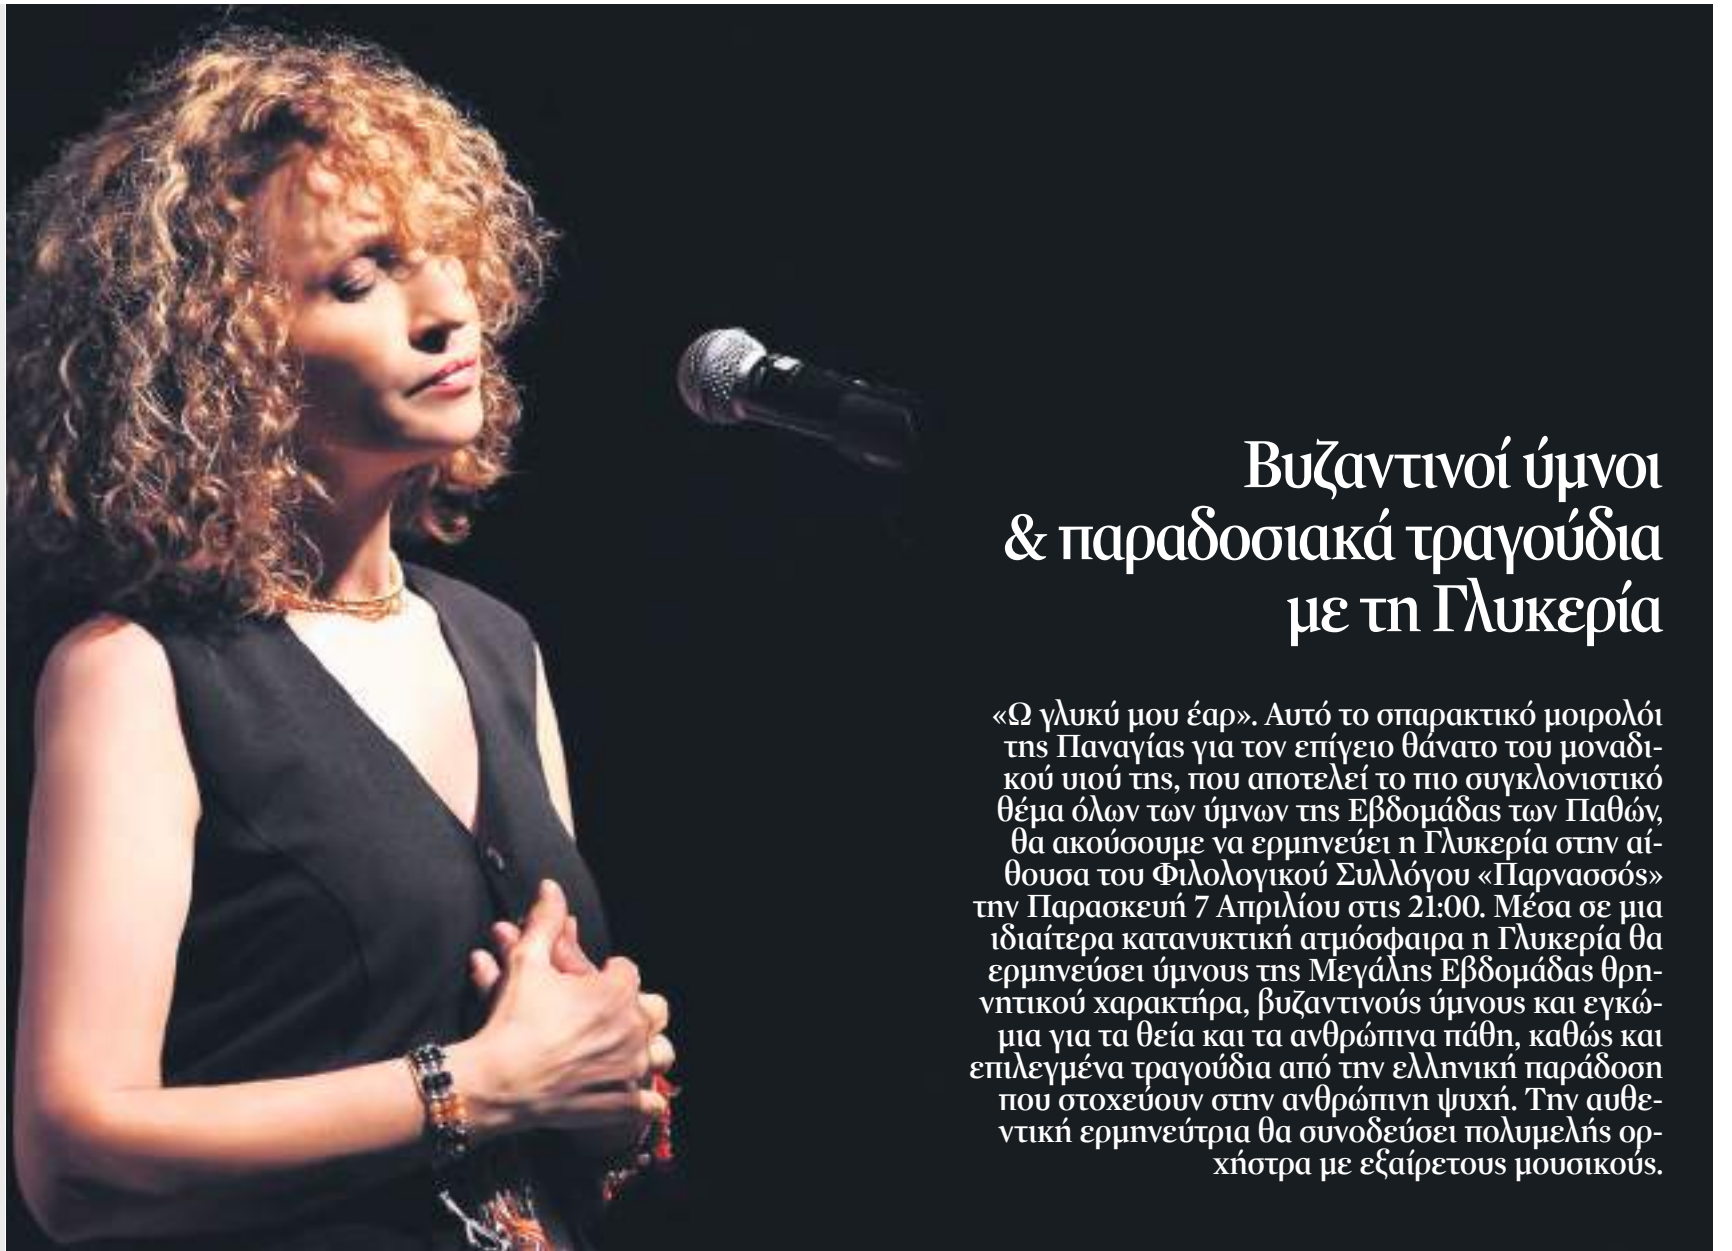 Βυζαντινοί ύμνοι
& παραδοσιακά τραγούδια
με τη Γλυκερία
«Ω γλυκύ μου έαρ». Αυτό το σπαρακτικό μοιρολόι
της Παναγίας για τον επίγειο θάνατο του μοναδι-
κού υιού της, που αποτελεί το πιο συγκλονιστικό
θέμα όλων των ύμνων της Εβδομάδας των Παθών,
θα ακούσουμε να ερμηνεύει η Γλυκερία στην αί-
θουσα του Φιλολογικού Συλλόγου «Παρνασσός»
την Παρασκευή 7 Απριλίου στις 21:00. Μέσα σε μια
ιδιαίτερα κατανυκτική ατμόσφαιρα η Γλυκερία θα
ερμηνεύσει ύμνους της Μεγάλης Εβδομάδας θρη-
νητικού χαρακτήρα, βυζαντινούς ύμνους και εγκώ-
μια για τα θεία και τα ανθρώπινα πάθη, καθώς και
επιλεγμένα τραγούδια από την ελληνική παράδοση
που στοχεύουν στην ανθρώπινη ψυχή. Την αυθε-
ντική ερμηνεύτρια θα συνοδεύσει πολυμελής ορ-
χήστρα με εξαίρετους μουσικούς.